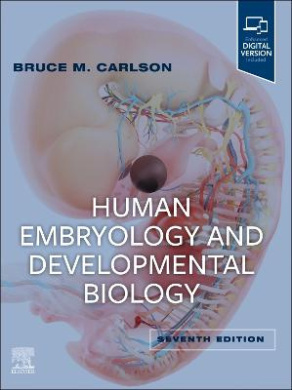 Enhanced
DIGITAL
VERSION
Included
BRUCE M. CARLSON
HUMAN
EMBRYOLOGY AND
DEVELOPMENTAL
BIOLOGY
SEVENTH EDITION
ELSEVIER